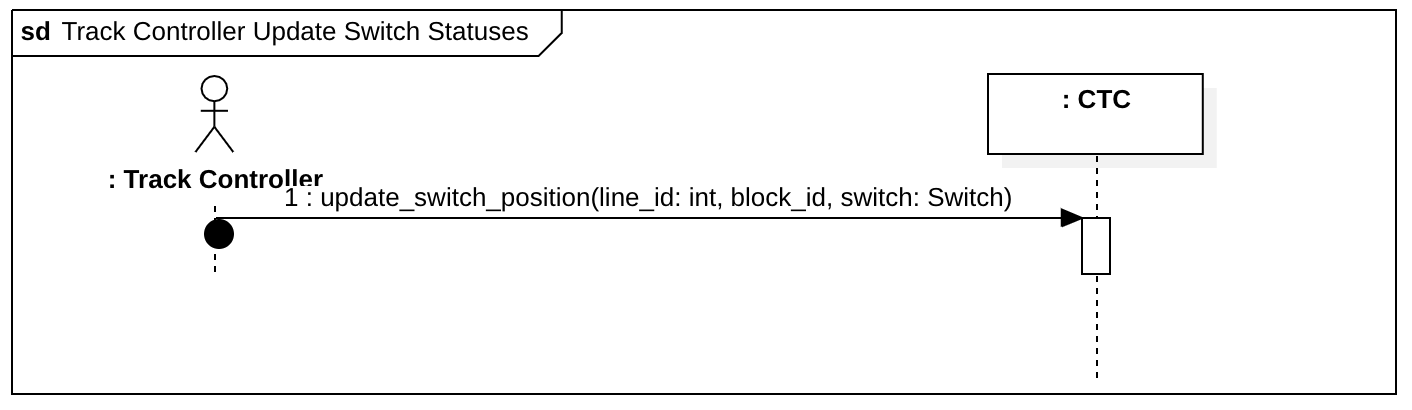 sd Track Controller Update Switch Statuses
: CTC
: Track Controller
1 : update_switch_position(line_id: int, block_id, switch: Switch)